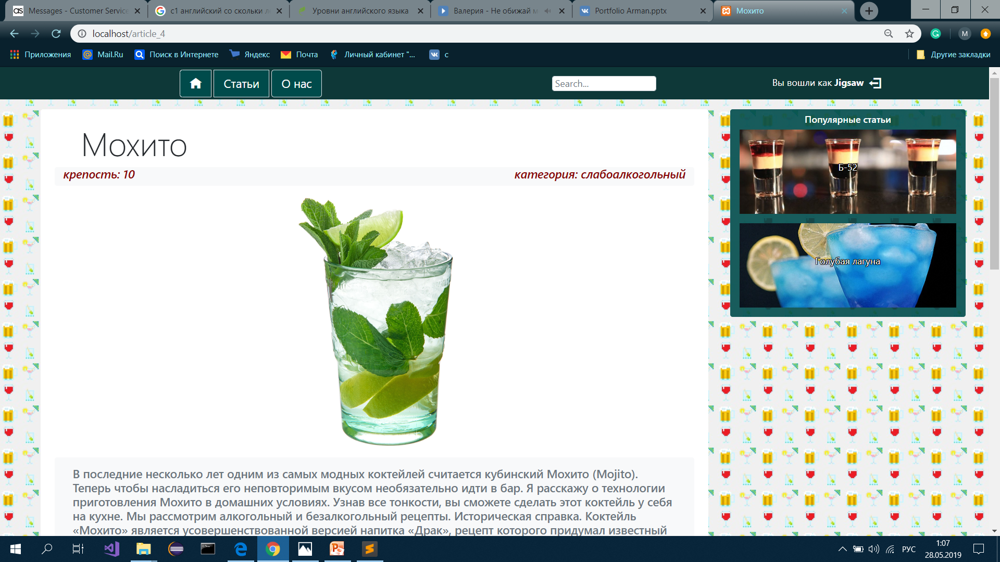 Messages - Customer Service
c1 английский со скольки ле
Уровни английского языка
Валерия - Не обижай м
Portfolio Arman.pptx
Мохито
localhost/article_4
M
Приложения
Mail.Ru
Поиск в Интернете
Яндекс
Почта
Личный кабинет "...
с
Другие закладки
Статьи
О нас
Search...
Вы вошли как Jigsaw
Мохито
крепость: 10
категория: слабоалкогольный
Популярные статьи
Б-52
Голубая лагуна
В последние несколько лет одним из самых модных коктейлей считается кубинский Мохито (Mojito).
Теперь чтобы насладиться его неповторимым вкусом необязательно идти в бар. Я расскажу о технологии
приготовления Мохито в домашних условиях. Узнав все тонкости, вы сможете сделать этот коктейль у себя
на кухне. Мы рассмотрим алкогольный и безалкогольный рецепты. Историческая справка. Коктейль
«Мохито» является усовершенствованной версией напитка «Драк», рецепт которого придумал известный
РУС
1:07
28.05.2019